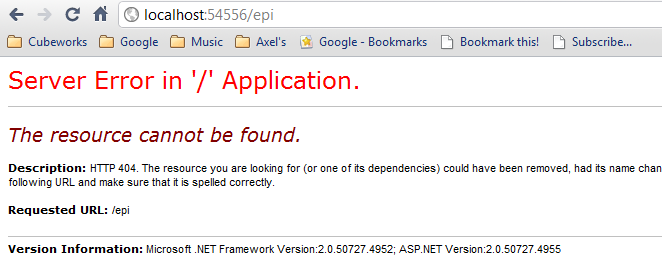 localhost:54556/epi
Cubeworks Google Music Axel's Google - Bookmarks Bookmark this! Subscribe...
Server Error in '/' Application.
The resource cannot be found.
Description: HTTP 404. The resource you are looking for (or one of its dependencies) could have been removed, had its name chan
following URL and make sure that it is spelled correctly.
Requested URL: /epi
Version Information: Microsoft .NET Framework Version:2.0.50727.4952; ASP.NET Version:2.0.50727.4955